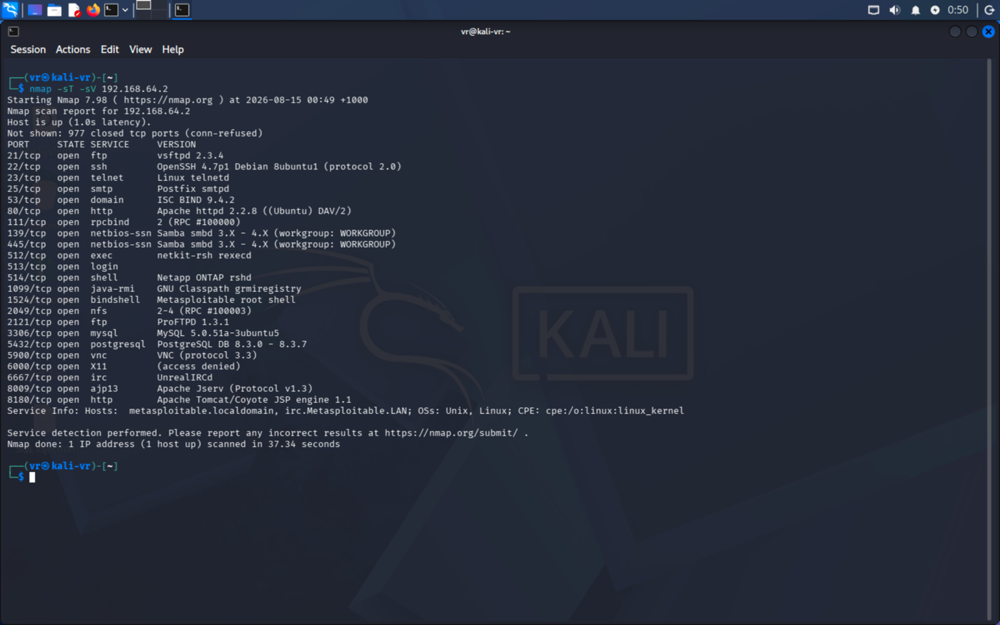 0:50
vr@kali-vr: ~
Session Actions Edit View Help
┌──(vr㉿kali-vr)-[~]
└─$ nmap -sT -sV 192.168.64.2
Starting Nmap 7.98 ( https://nmap.org ) at 2026-08-15 00:49 +1000
Nmap scan report for 192.168.64.2
Host is up (1.0s latency).
Not shown: 977 closed tcp ports (conn-refused)
PORT     STATE SERVICE     VERSION
21/tcp   open  ftp         vsftpd 2.3.4
22/tcp   open  ssh         OpenSSH 4.7p1 Debian 8ubuntu1 (protocol 2.0)
23/tcp   open  telnet      Linux telnetd
25/tcp   open  smtp        Postfix smtpd
53/tcp   open  domain      ISC BIND 9.4.2
80/tcp   open  http        Apache httpd 2.2.8 ((Ubuntu) DAV/2)
111/tcp  open  rpcbind     2 (RPC #100000)
139/tcp  open  netbios-ssn Samba smbd 3.X - 4.X (workgroup: WORKGROUP)
445/tcp  open  netbios-ssn Samba smbd 3.X - 4.X (workgroup: WORKGROUP)
512/tcp  open  exec        netkit-rsh rexecd
513/tcp  open  login
514/tcp  open  shell       Netapp ONTAP rshd
1099/tcp open  java-rmi    GNU Classpath grmiregistry
1524/tcp open  bindshell   Metasploitable root shell
2049/tcp open  nfs         2-4 (RPC #100003)
2121/tcp open  ftp         ProFTPD 1.3.1
3306/tcp open  mysql       MySQL 5.0.51a-3ubuntu5
5432/tcp open  postgresql  PostgreSQL DB 8.3.0 - 8.3.7
5900/tcp open  vnc         VNC (protocol 3.3)
6000/tcp open  X11         (access denied)
6667/tcp open  irc         UnrealIRCd
8009/tcp open  ajp13       Apache Jserv (Protocol v1.3)
8180/tcp open  http        Apache Tomcat/Coyote JSP engine 1.1
Service Info: Hosts:  metasploitable.localdomain, irc.Metasploitable.LAN; OSs: Unix, Linux; CPE: cpe:/o:linux:linux_kernel
Service detection performed. Please report any incorrect results at https://nmap.org/submit/ .
Nmap done: 1 IP address (1 host up) scanned in 37.34 seconds
┌──(vr㉿kali-vr)-[~]
└─$
KALI